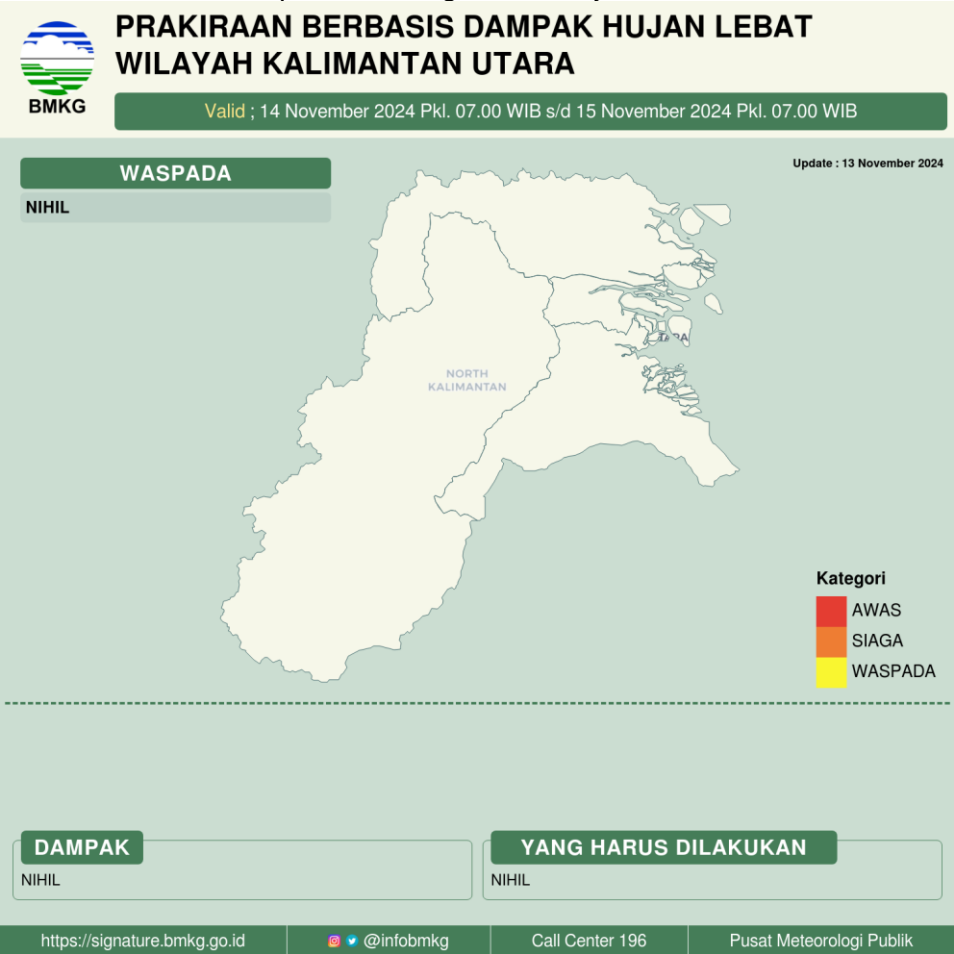 PRAKIRAAN BERBASIS DAMPAK HUJAN LEBAT
WILAYAH KALIMANTAN UTARA
BMKG
Valid ; 14 November 2024 Pkl. 07.00 WIB s/d 15 November 2024 Pkl. 07.00 WIB
Update : 13 November 2024
WASPADA
NIHIL
NORTH
KALIMANTAN
Kategori
AWAS
SIAGA
WASPADA
DAMPAK
NIHIL
YANG HARUS DILAKUKAN
NIHIL
https://signature.bmkg.go.id
@infobmkg
Call Center 196
Pusat Meteorologi Publik